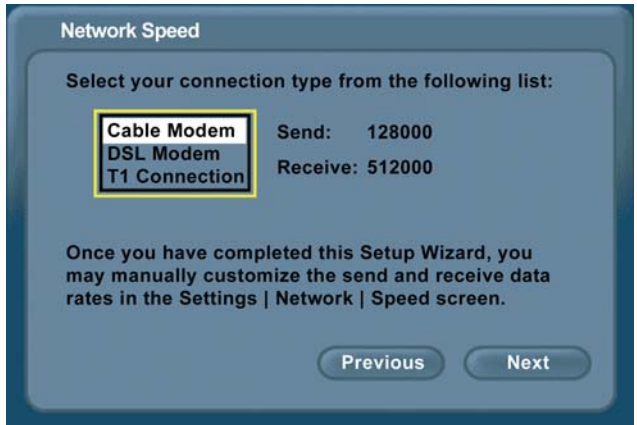 Network Speed
Select your connection type from the following list:
Cable Modem
DSL Modem
T1 Connection
Send: 128000
Receive: 512000
Once you have completed this Setup Wizard, you
may manually customize the send and receive data
rates in the Settings | Network | Speed screen.
Previous Next